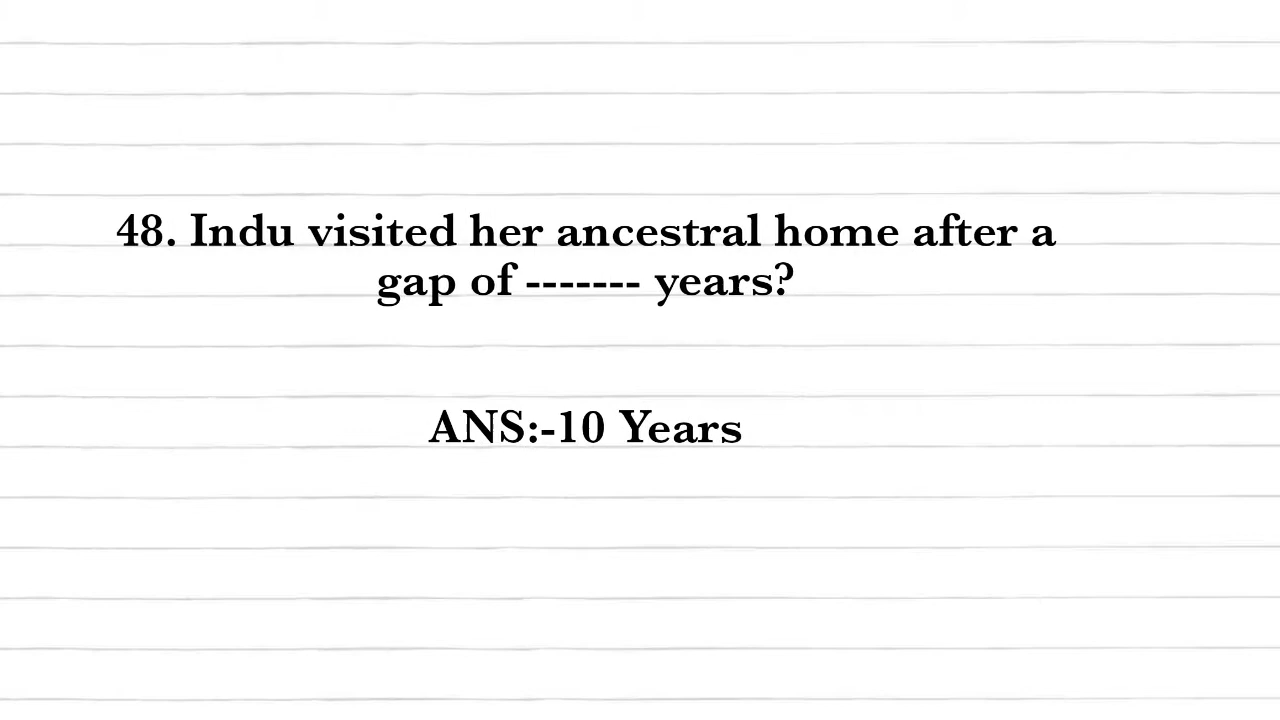 48. Indu visited her ancestral home after a
gap of ------- years?
ANS:-10 Years